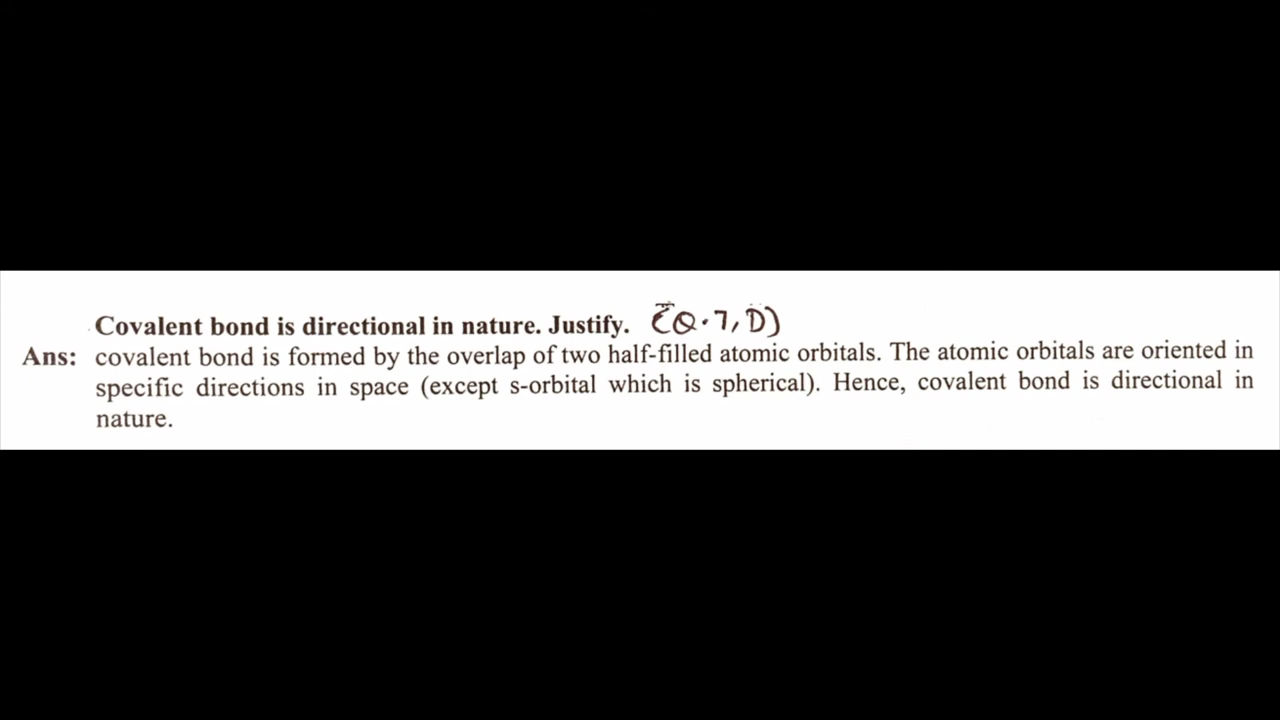 Covalent bond is directional in nature. Justify. (Q.7, D)
Ans: covalent bond is formed by the overlap of two half-filled atomic orbitals. The atomic orbitals are oriented in
specific directions in space (except s-orbital which is spherical). Hence, covalent bond is directional in
nature.